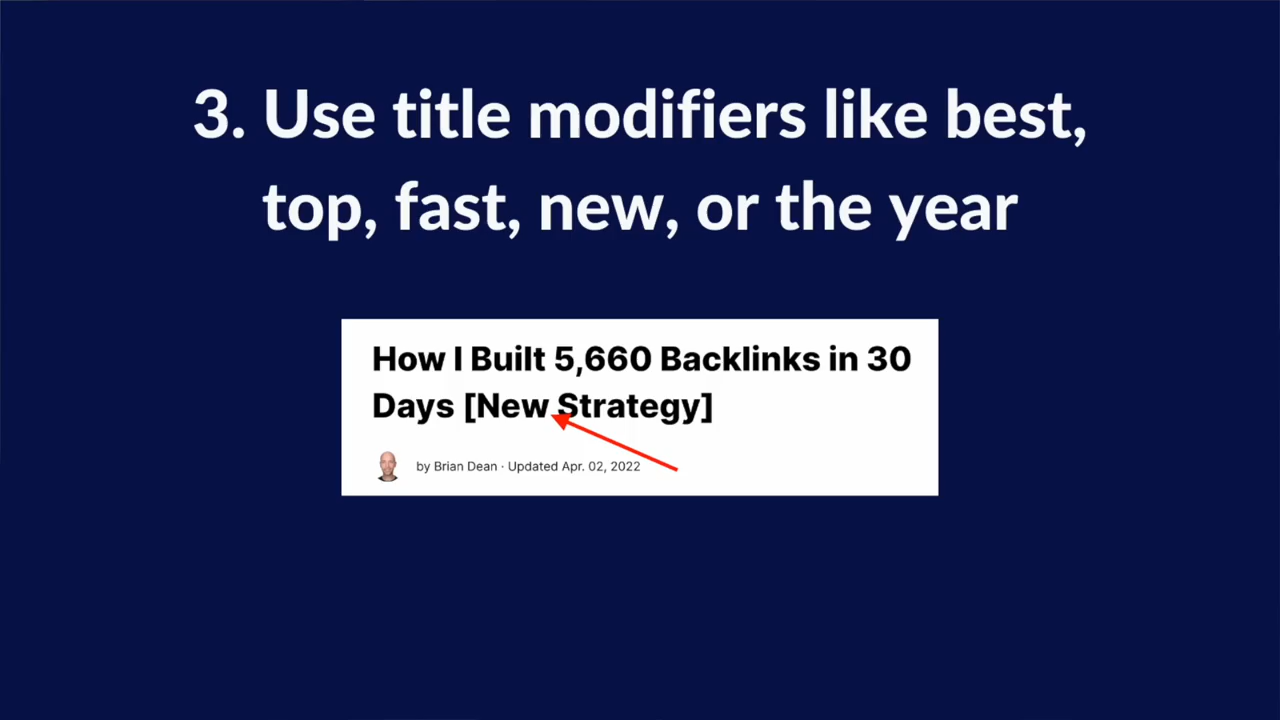 3. Use title modifiers like best,
top, fast, new, or the year
How I Built 5,660 Backlinks in 30
Days [New Strategy]
by Brian Dean · Updated Apr. 02, 2022